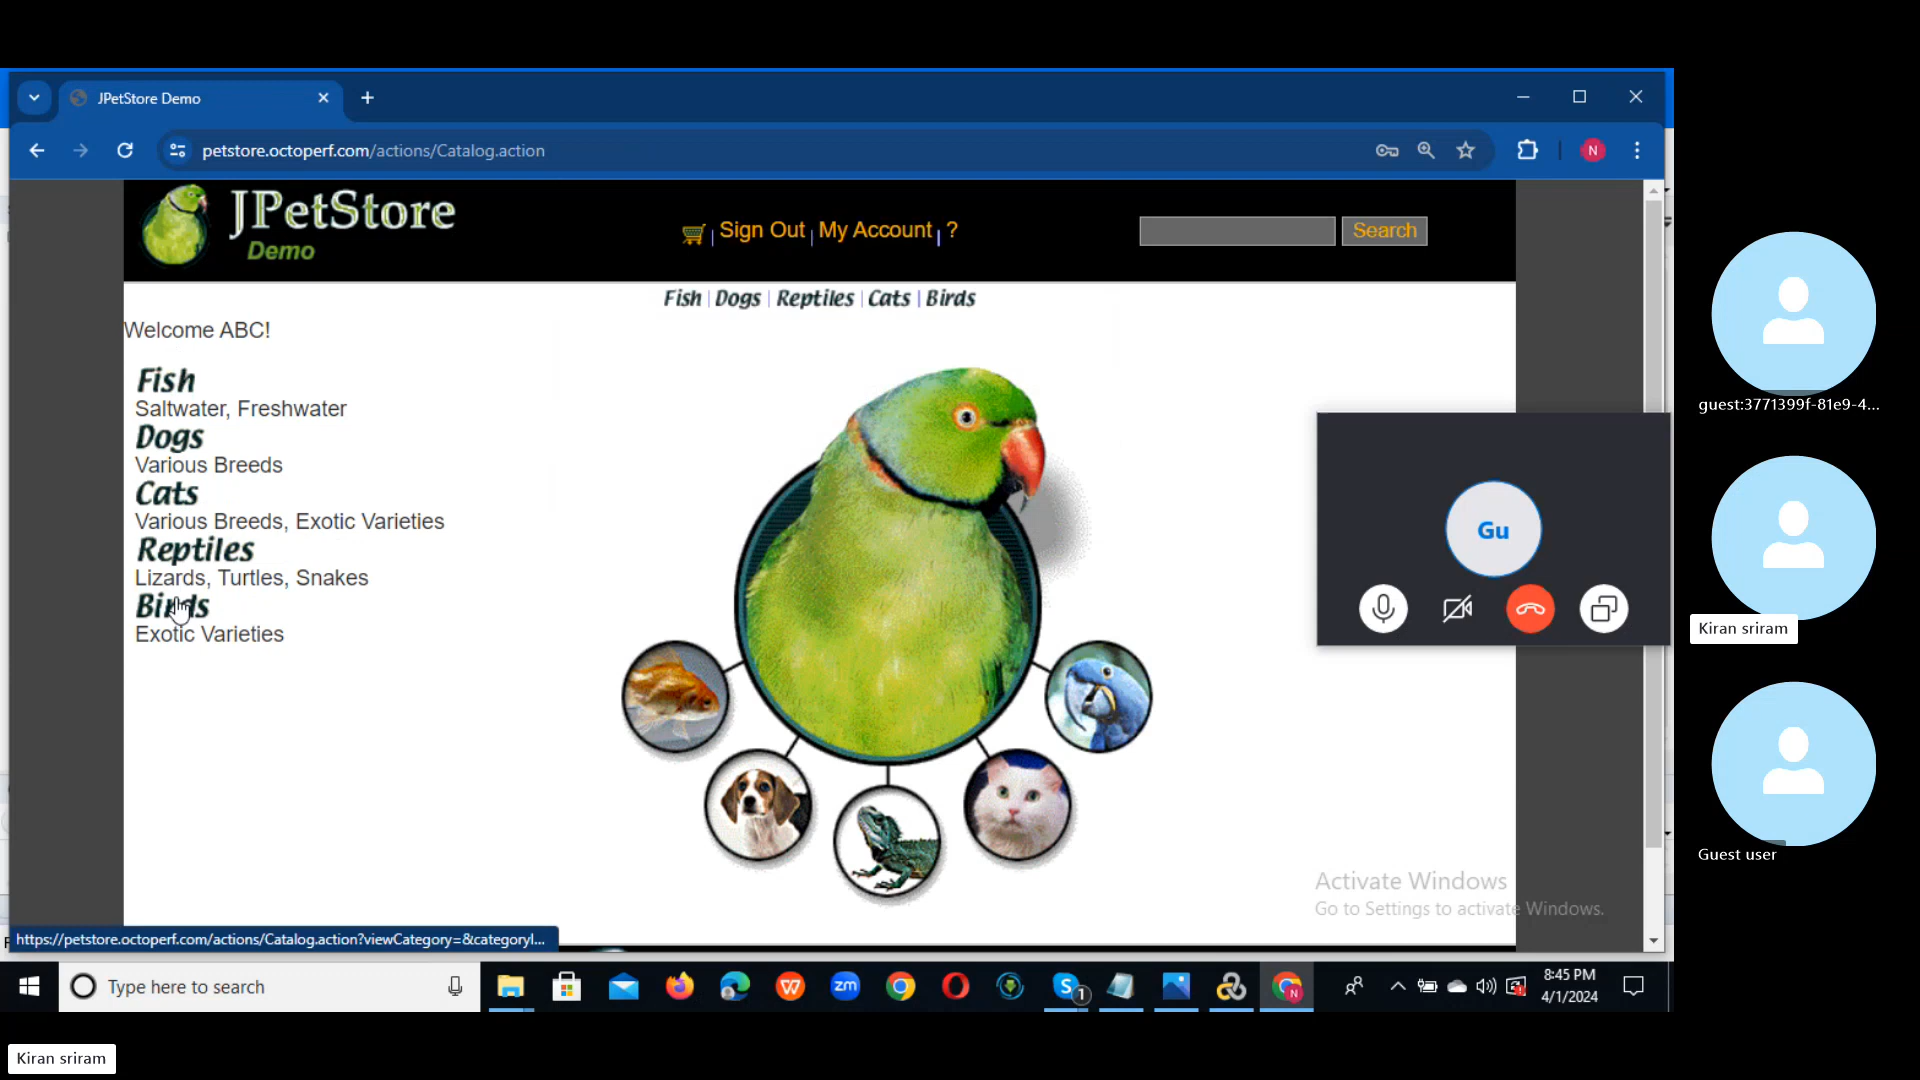 JPetStore Demo
petstore.octoperf.com/actions/Catalog.action
N
JPetStore
Demo
Sign Out | My Account | ?
Search
Fish | Dogs | Reptiles | Cats | Birds
Welcome ABC!
Fish
Saltwater, Freshwater
Dogs
Various Breeds
Cats
Various Breeds, Exotic Varieties
Reptiles
Lizards, Turtles, Snakes
Birds
Exotic Varieties
Gu
guest:3771399f-81e9-4...
Kiran sriram
Guest user
Activate Windows
Go to Settings to activate Windows.
https://petstore.octoperf.com/actions/Catalog.action?viewCategory=&categoryI...
Type here to search
zm
S 1
N
8:45 PM
4/1/2024
Kiran sriram